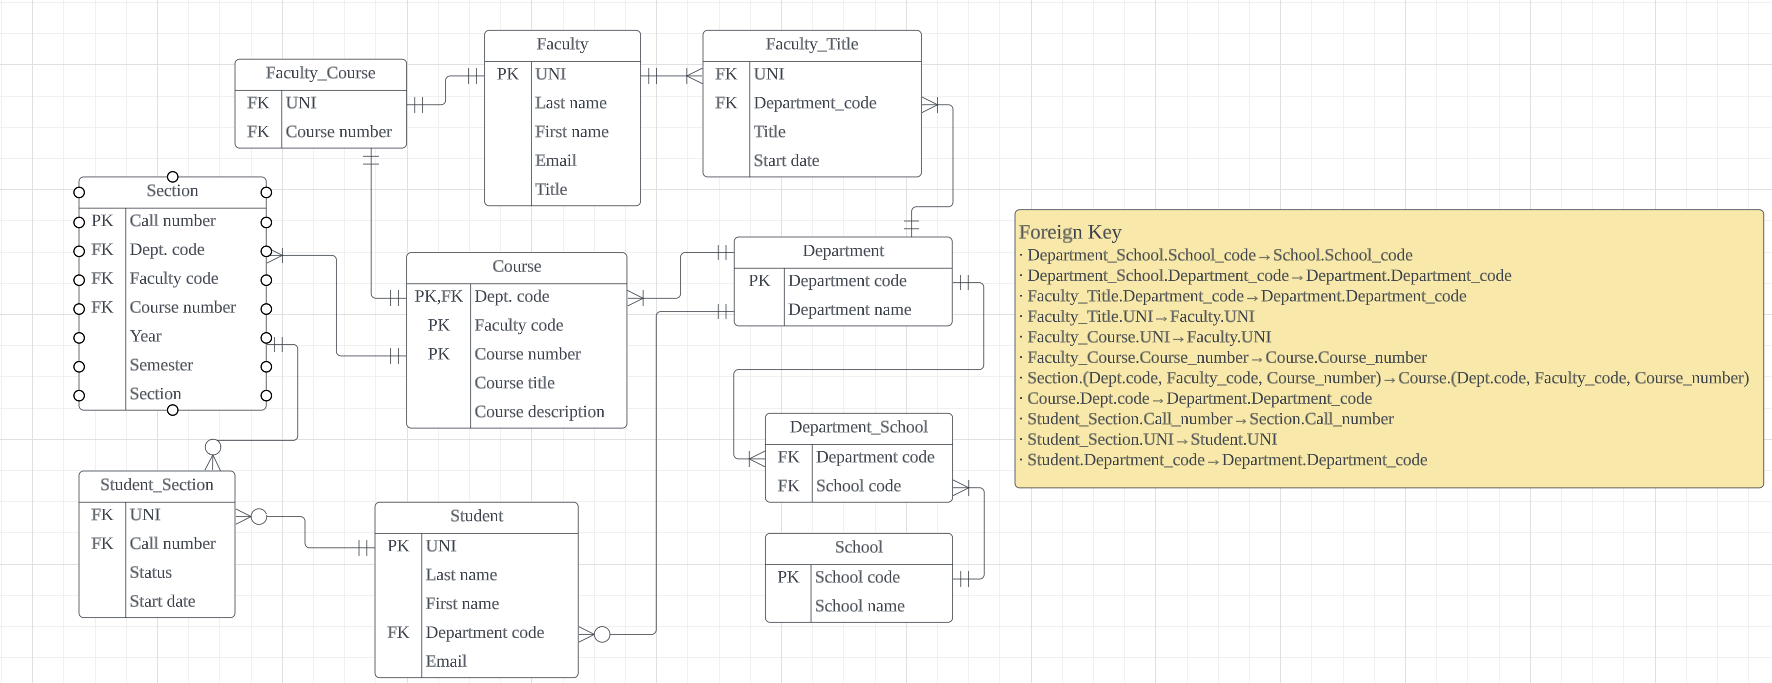 Faculty_Course
FK UNI
FK Course number
Faculty
PK UNI
Last name
First name
Email
Title
Faculty_Title
FK UNI
FK Department_code
Title
Start date
Section
PK Call number
FK Dept. code
FK Faculty code
FK Course number
Year
Semester
Section
Course
PK,FK Dept. code
PK Faculty code
PK Course number
Course title
Course description
Department
PK Department code
Department name
Department_School
FK Department code
FK School code
School
PK School code
School name
Student_Section
FK UNI
FK Call number
Status
Start date
Student
PK UNI
Last name
First name
FK Department code
Email
Foreign Key
· Department_School.School_code→School.School_code
· Department_School.Department_code→Department.Department_code
· Faculty_Title.Department_code→Department.Department_code
· Faculty_Title.UNI→Faculty.UNI
· Faculty_Course.UNI→Faculty.UNI
· Faculty_Course.Course_number→Course.Course_number
· Section.(Dept.code, Faculty_code, Course_number)→Course.(Dept.code, Faculty_code, Course_number)
· Course.Dept.code→Department.Department_code
· Student_Section.Call_number→Section.Call_number
· Student_Section.UNI→Student.UNI
· Student.Department_code→Department.Department_code